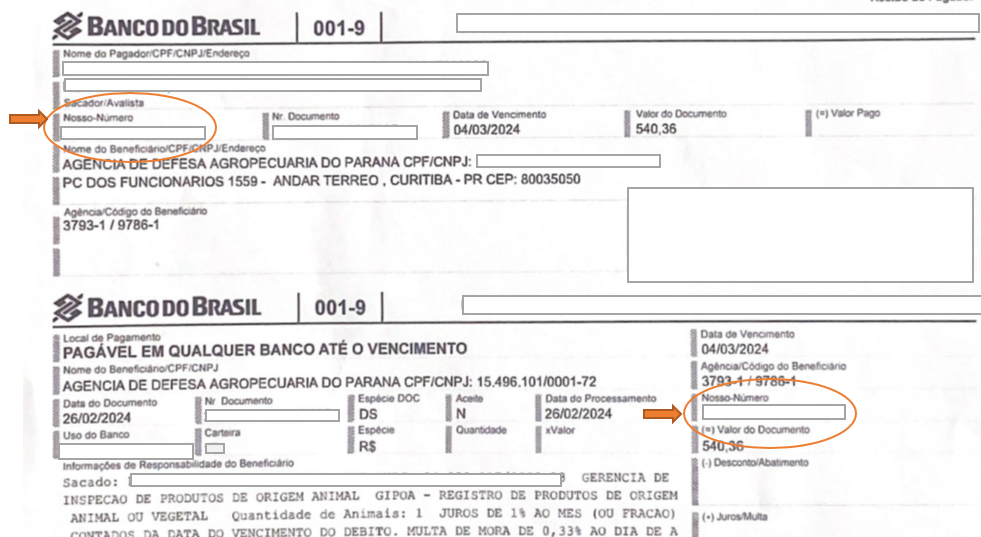 BANCO DO BRASIL 001-9
Nome do Pagador/CPF/CNPJ/Endereço
Sacador/Avalista
Nosso-Número Nr. Documento Data de Vencimento Valor do Documento (=) Valor Pago
04/03/2024 540,36
Nome do Beneficiário/CPF/CNPJ/Endereço
AGENCIA DE DEFESA AGROPECUARIA DO PARANA CPF/CNPJ:
PC DOS FUNCIONARIOS 1559 - ANDAR TERREO , CURITIBA - PR CEP: 80035050
Agência/Código do Beneficiário
3793-1 / 9786-1
BANCO DO BRASIL 001-9
Local de Pagamento Data de Vencimento
PAGÁVEL EM QUALQUER BANCO ATÉ O VENCIMENTO 04/03/2024
Nome do Beneficiário/CPF/CNPJ Agência/Código do Beneficiário
AGENCIA DE DEFESA AGROPECUARIA DO PARANA CPF/CNPJ: 15.496.101/0001-72 3793-1 / 9786-1
Data do Documento Nr Documento Espécie DOC Aceite Data do Processamento Nosso-Número
26/02/2024 DS N 26/02/2024
Uso do Banco Carteira Espécie Quantidade xValor (=) Valor do Documento
R$ 540,36
Informações de Responsabilidade do Beneficiário (-) Desconto/Abatimento
Sacado: GERENCIA DE
INSPECAO DE PRODUTOS DE ORIGEM ANIMAL GIPOA - REGISTRO DE PRODUTOS DE ORIGEM
ANIMAL OU VEGETAL Quantidade de Animais: 1 JUROS DE 1% AO MES (OU FRACAO) (+) Juros/Multa
CONTADOS DA DATA DO VENCIMENTO DO DEBITO. MULTA DE MORA DE 0,33% AO DIA DE A